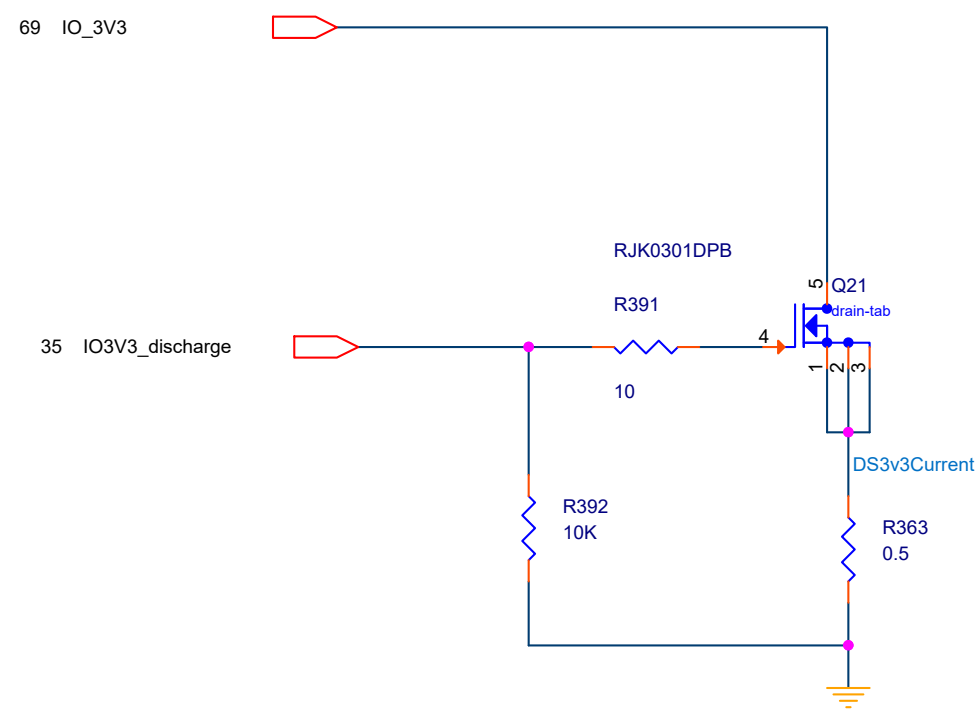 69 IO_3V3
RJK0301DPB
5
Q21
drain-tab
R391
35 IO3V3_discharge
4
10
1
2
3
DS3v3Current
R392
10K
R363
0.5